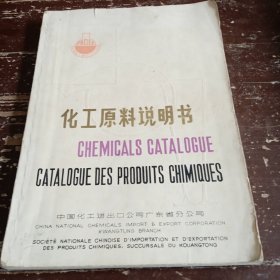 化工原料说明书
CHEMICALS CATALOGUE
CATALOGUE DES PRODUITS CHIMIQUES
中国化工进出口公司广东省分公司
CHINA NATIONAL CHEMICALS IMPORT & EXPORT CORPORATION
KWANGTUNG BRANCH
SOCIÉTÉ NATIONALE CHINOISE D'IMPORTATION ET D'EXPORTATION
DES PRODUITS CHIMIQUES, SUCCURSALE DU KOUANGTONG